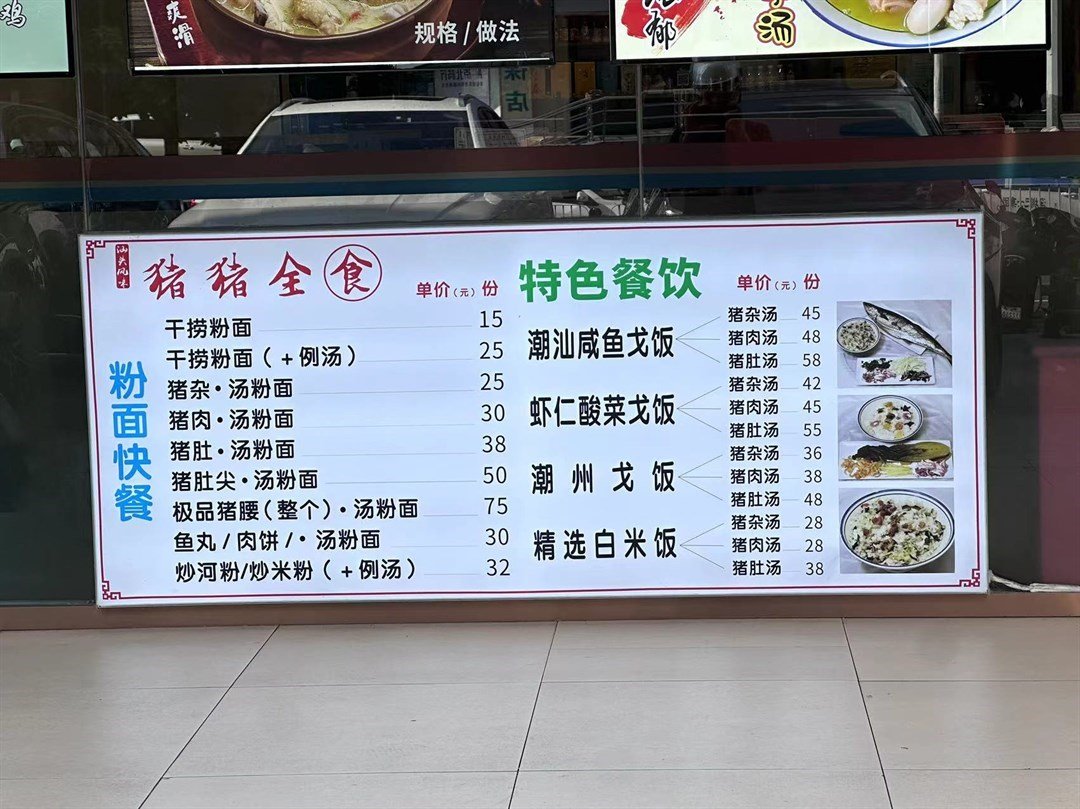 鸡
爽滑
规格/做法
汤
汕头风味
猪猪全食
单价(元)份
特色餐饮
单价(元)份
粉面快餐
干捞粉面 15
干捞粉面(+例汤) 25
猪杂·汤粉面 25
猪肉·汤粉面 30
猪肚·汤粉面 38
猪肚尖·汤粉面 50
极品猪腰(整个)·汤粉面 75
鱼丸/肉饼/·汤粉面 30
炒河粉/炒米粉(+例汤) 32
潮汕咸鱼戈饭
猪杂汤 45
猪肉汤 48
猪肚汤 58
虾仁酸菜戈饭
猪杂汤 42
猪肉汤 45
猪肚汤 55
潮州戈饭
猪杂汤 36
猪肉汤 38
猪肚汤 48
精选白米饭
猪杂汤 28
猪肉汤 28
猪肚汤 38